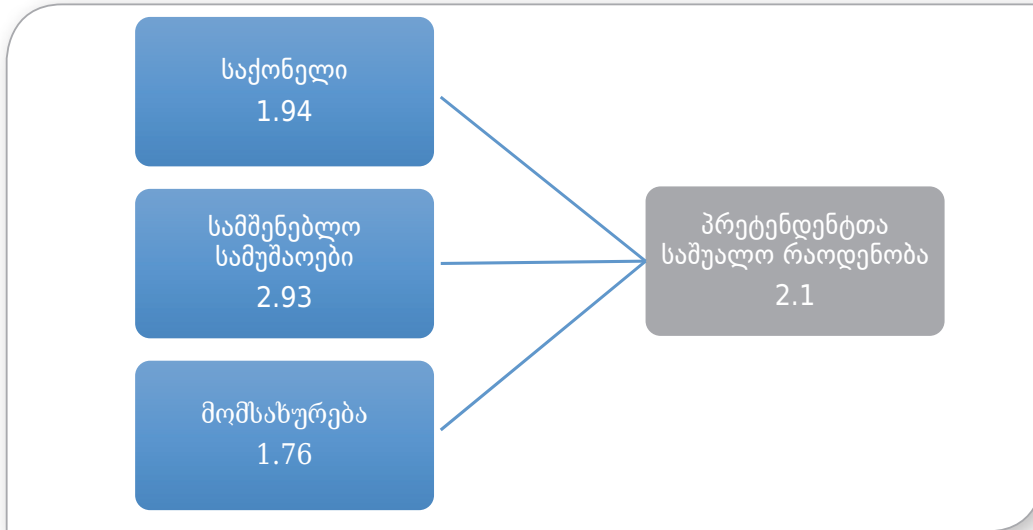 საქონელი
1.94
სამშენებლო
სამუშაოები
2.93
მომსახურება
1.76
პრეტენდენტთა
საშუალო რაოდენობა
2.1